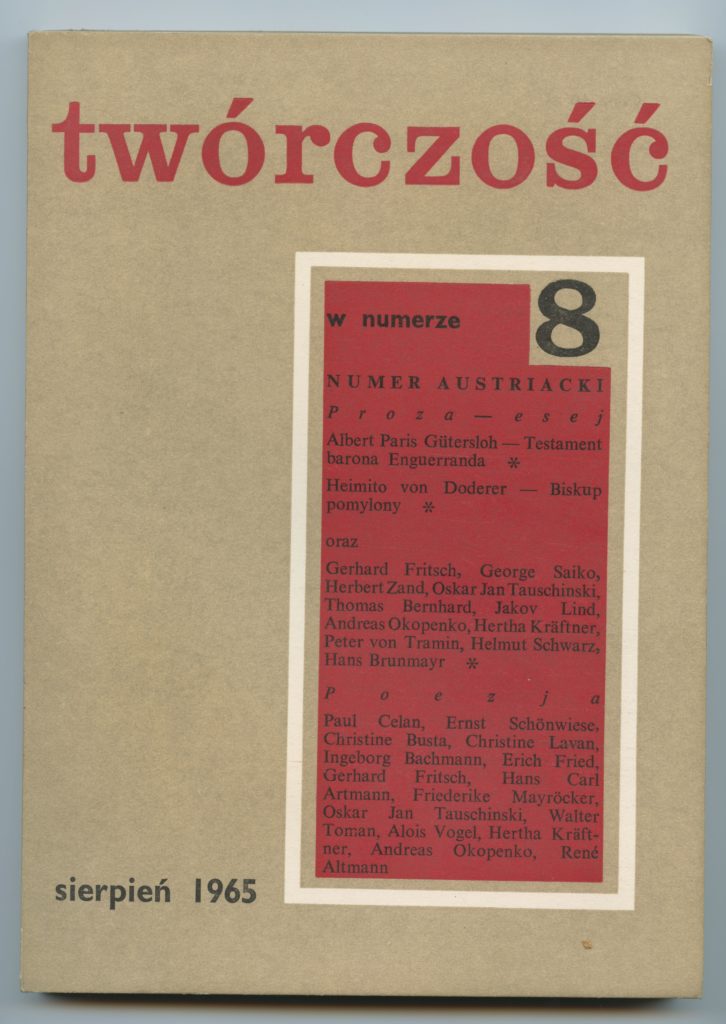 twórczość
w numerze
8
NUMER AUSTRIACKI
Proza — esej
Albert Paris Gütersloh — Testament
barona Enguerranda *
Heimito von Doderer — Biskup
pomylony *
oraz
Gerhard Fritsch, George Saiko,
Herbert Zand, Oskar Jan Tauschinski,
Thomas Bernhard, Jakov Lind,
Andreas Okopenko, Hertha Kräftner,
Peter von Tramin, Helmut Schwarz,
Hans Brunmayr *
Poezja
Paul Celan, Ernst Schönwiese,
Christine Busta, Christine Lavan,
Ingeborg Bachmann, Erich Fried,
Gerhard Fritsch, Hans Carl
Artmann, Friederike Mayröcker,
Oskar Jan Tauschinski, Walter
Toman, Alois Vogel, Hertha Kräft-
ner, Andreas Okopenko, René
Altmann
sierpień 1965